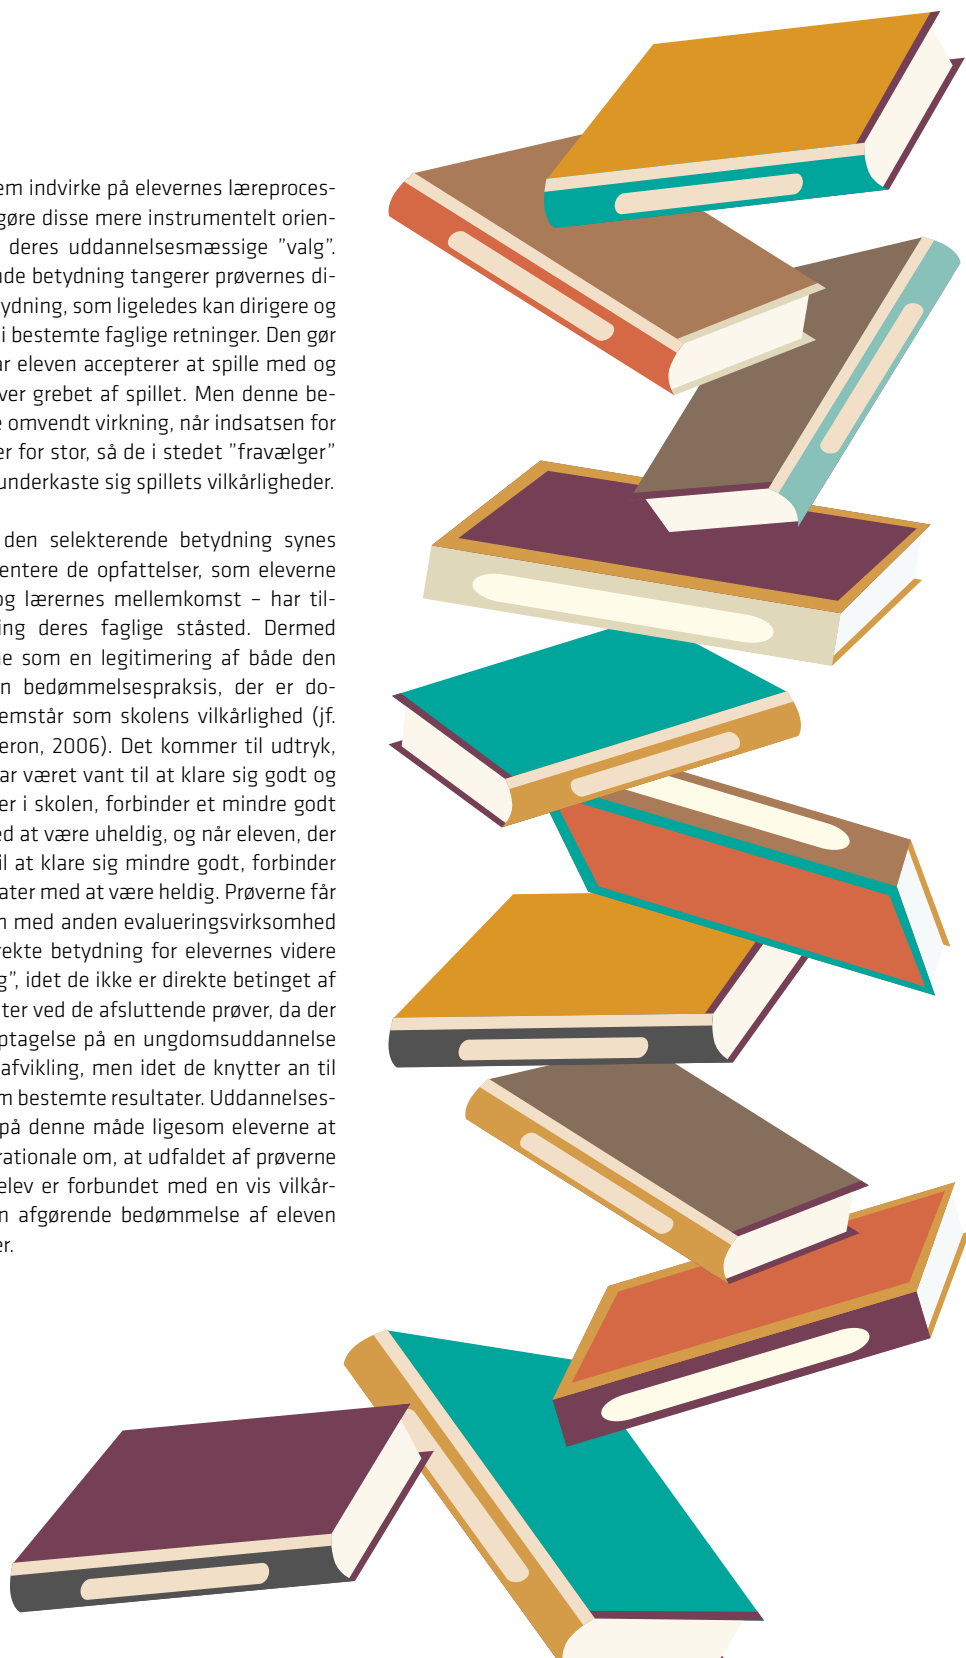 em indvirke på elevernes læreproces-
gøre disse mere instrumentelt orien-
deres uddannelsesmæssige ”valg”.
nde betydning tangerer prøvernes di-
ydning, som ligeledes kan dirigere og
i bestemte faglige retninger. Den gør
ar eleven accepterer at spille med og
ver grebet af spillet. Men denne be-
e omvendt virkning, når indsatsen for
er for stor, så de i stedet ”fravælger”
underkaste sig spillets vilkårligheder.
den selekterende betydning synes
entere de opfattelser, som eleverne
og lærernes mellemkomst – har til-
ing deres faglige ståsted. Dermed
ne som en legitimering af både den
n bedømmelsespraksis, der er do-
emstår som skolens vilkårlighed (jf.
eron, 2006). Det kommer til udtryk,
ar været vant til at klare sig godt og
er i skolen, forbinder et mindre godt
ed at være uheldig, og når eleven, der
il at klare sig mindre godt, forbinder
ater med at være heldig. Prøverne får
n med anden evalueringsvirksomhed
rekte betydning for elevernes videre
g”, idet de ikke er direkte betinget af
ter ved de afsluttende prøver, da der
ptagelse på en ungdomsuddannelse
afvikling, men idet de knytter an til
m bestemte resultater. Uddannelses-
på denne måde ligesom eleverne at
rationale om, at udfaldet af prøverne
elev er forbundet med en vis vilkår-
n afgørende bedømmelse af eleven
er.